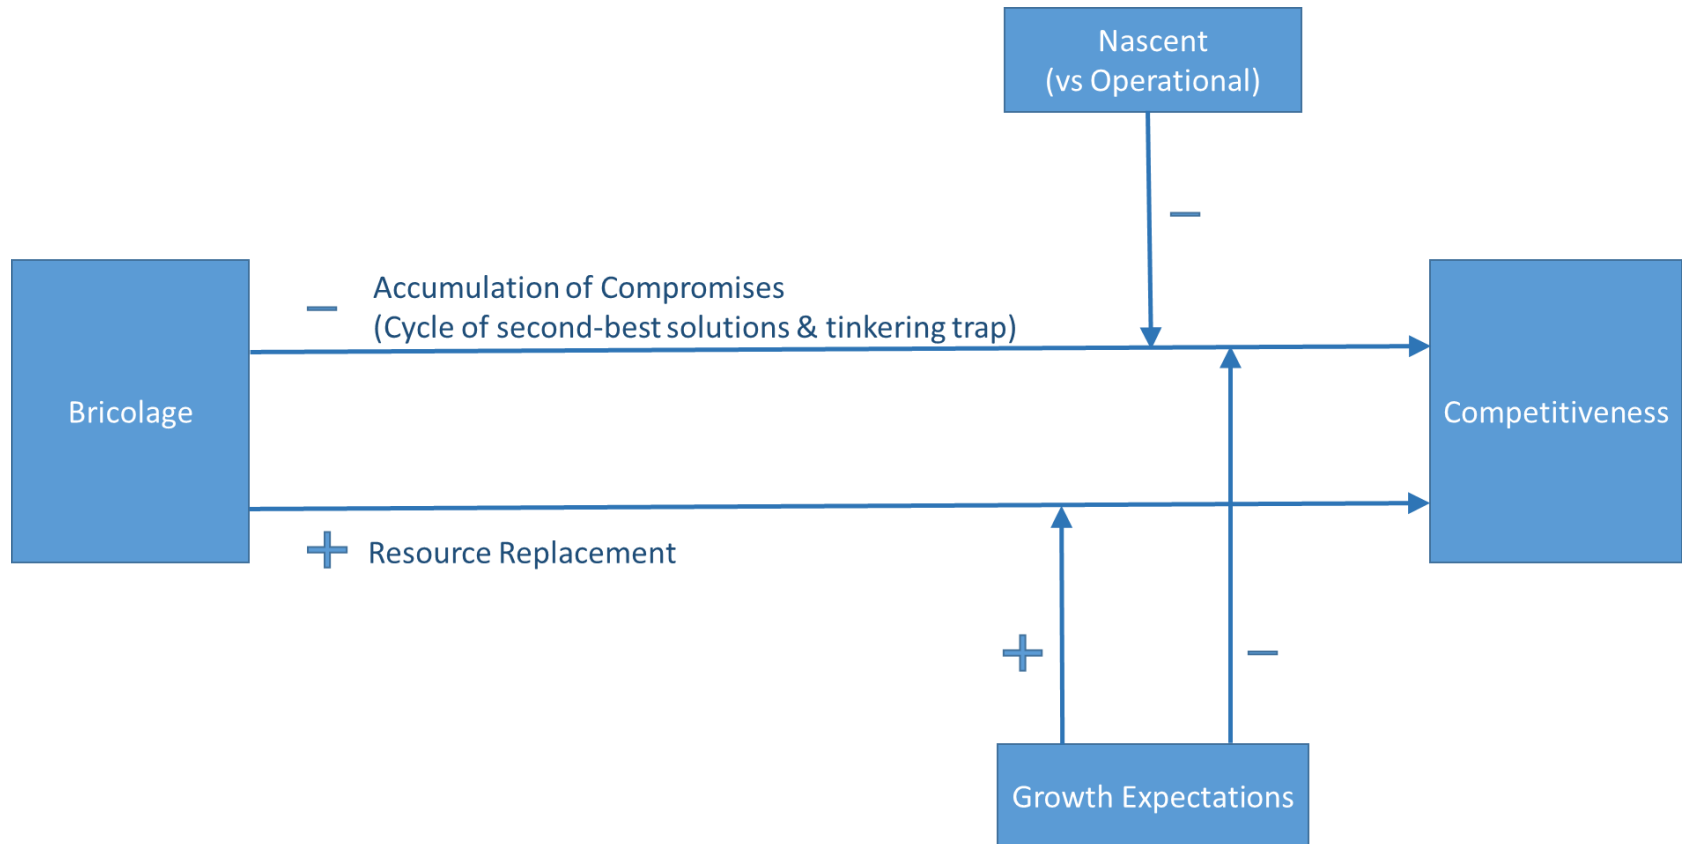 Nascent
(vs Operational)
−
− Accumulation of Compromises
(Cycle of second-best solutions & tinkering trap)
Bricolage
Competitiveness
+ Resource Replacement
+ −
Growth Expectations